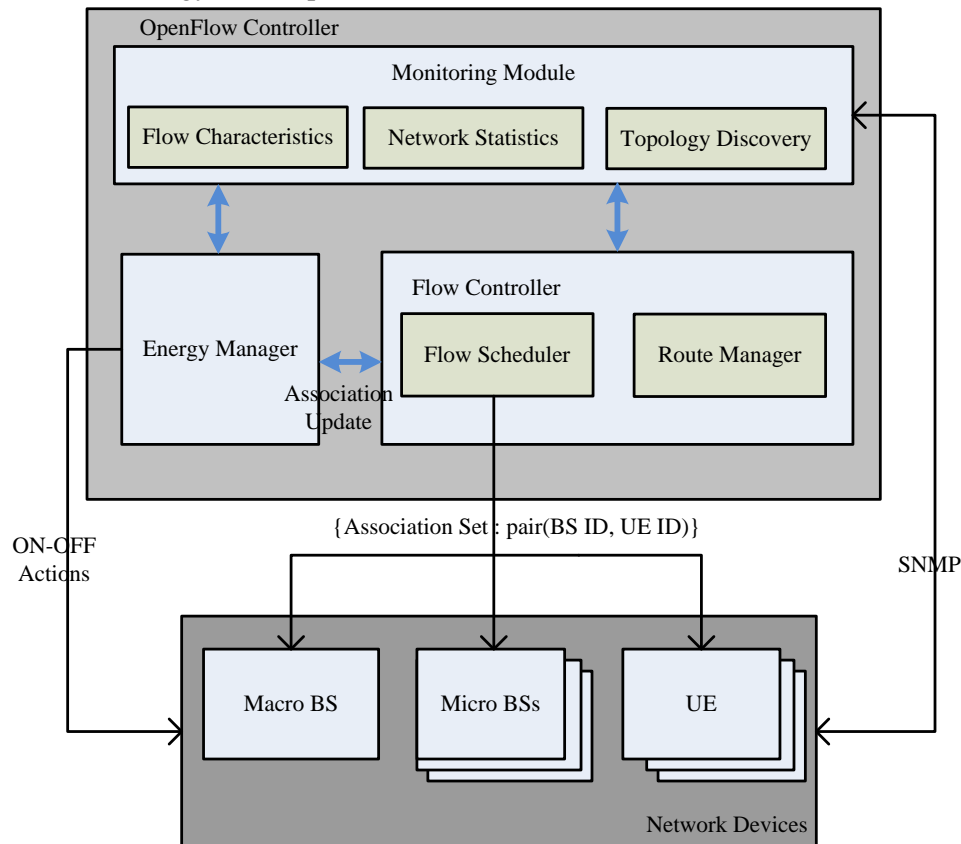 OpenFlow Controller
Monitoring Module
Flow Characteristics
Network Statistics
Topology Discovery
Energy Manager
Association
Update
Flow Controller
Flow Scheduler
Route Manager
{Association Set : pair(BS ID, UE ID)}
ON-OFF
Actions
SNMP
Macro BS
Micro BSs
UE
Network Devices